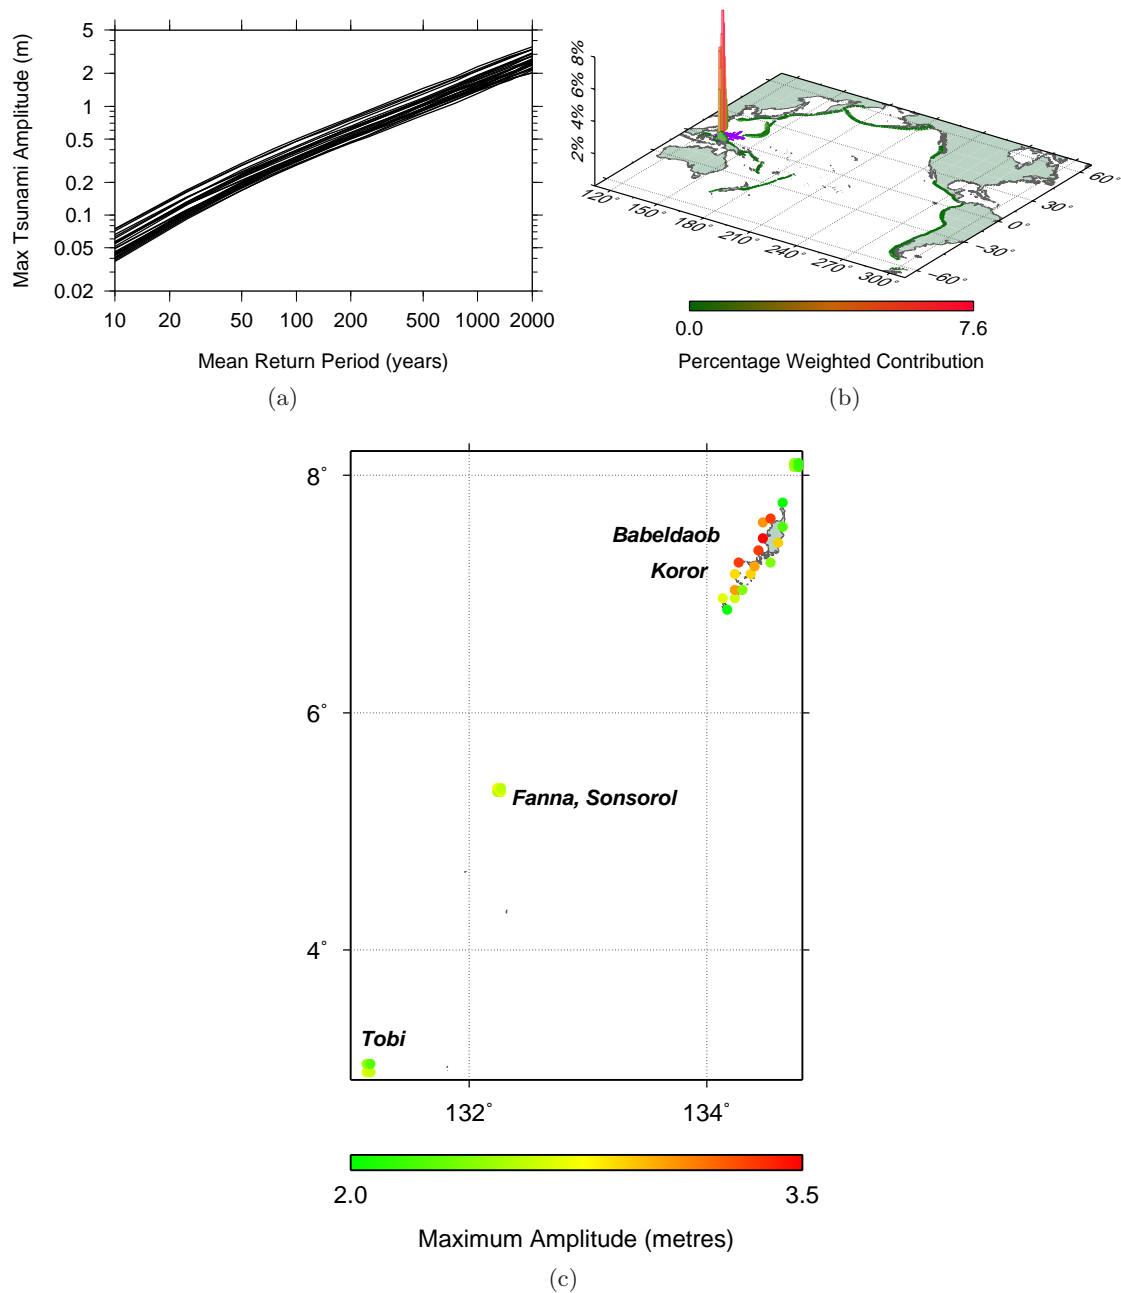 Max Tsunami Amplitude (m)
5
2
1
0.5
0.2
0.1
0.05
0.02
10 20 50 100 200 500 1000 2000
Mean Return Period (years)
(a)
8%
6%
4%
2%
120° 150° 180° 210° 240° 270° 300°
60°
30°
0°
−30°
−60°
0.0 7.6
Percentage Weighted Contribution
(b)
8°
6°
4°
Babeldaob
Koror
Fanna, Sonsorol
Tobi
132° 134°
2.0 3.5
Maximum Amplitude (metres)
(c)